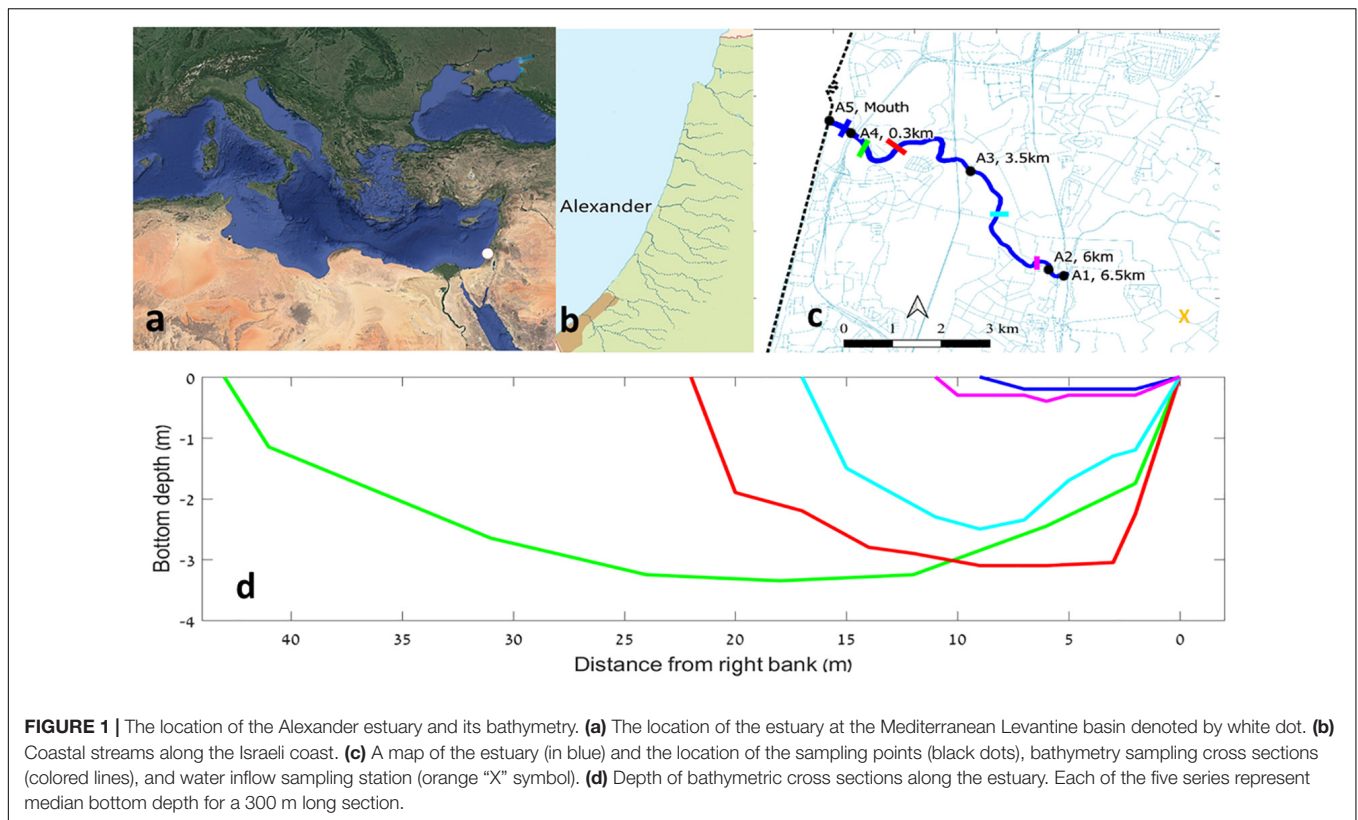 a
b
Alexander
c
A5, Mouth
A4, 0.3km
A3, 3.5km
A2, 6km
A1, 6.5km
X
0 1 2 3 km
0
-1
-2
-3
-4
Bottom depth (m)
d
40 35 30 25 20 15 10 5 0
Distance from right bank (m)
FIGURE 1 | The location of the Alexander estuary and its bathymetry. (a) The location of the estuary at the Mediterranean Levantine basin denoted by white dot. (b)
Coastal streams along the Israeli coast. (c) A map of the estuary (in blue) and the location of the sampling points (black dots), bathymetry sampling cross sections
(colored lines), and water inflow sampling station (orange “X” symbol). (d) Depth of bathymetric cross sections along the estuary. Each of the five series represent
median bottom depth for a 300 m long section.